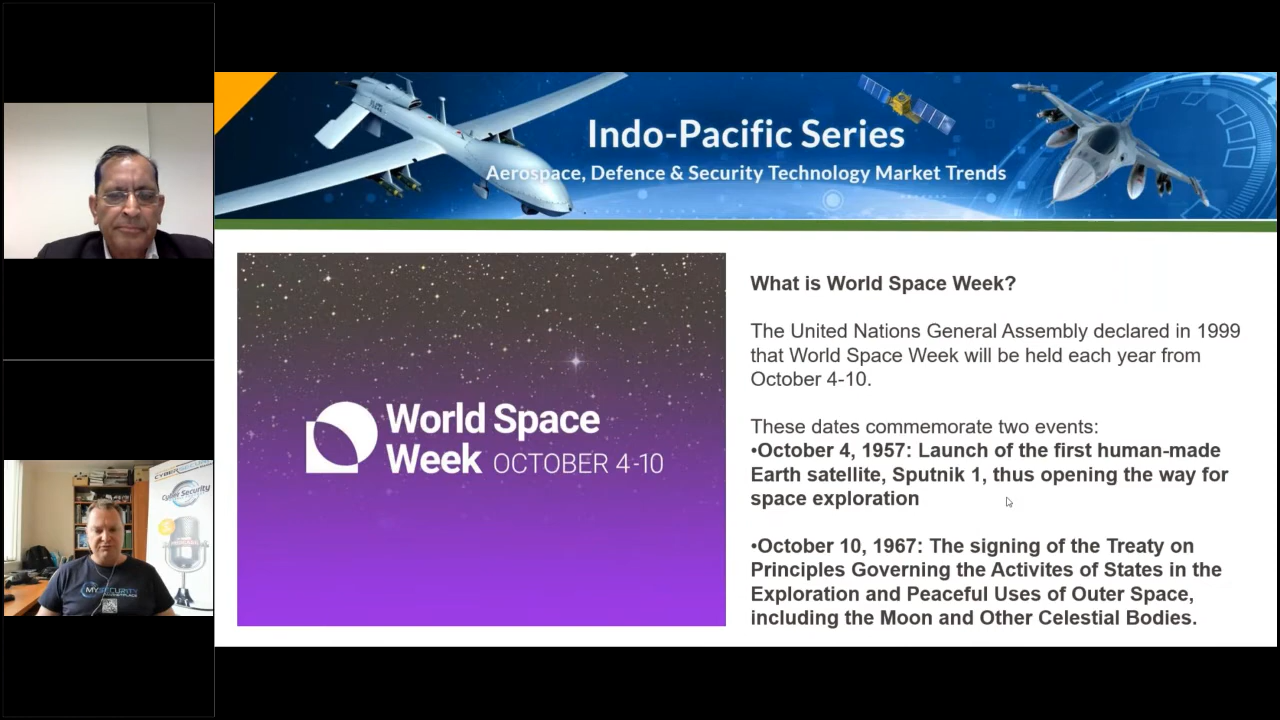 Indo-Pacific Series
Aerospace, Defence & Security Technology Market Trends
World Space
Week OCTOBER 4-10
What is World Space Week?
The United Nations General Assembly declared in 1999
that World Space Week will be held each year from
October 4-10.
These dates commemorate two events:
•October 4, 1957: Launch of the first human-made
Earth satellite, Sputnik 1, thus opening the way for
space exploration
•October 10, 1967: The signing of the Treaty on
Principles Governing the Activites of States in the
Exploration and Peaceful Uses of Outer Space,
including the Moon and Other Celestial Bodies.
Cyber Security
MYSECURITY